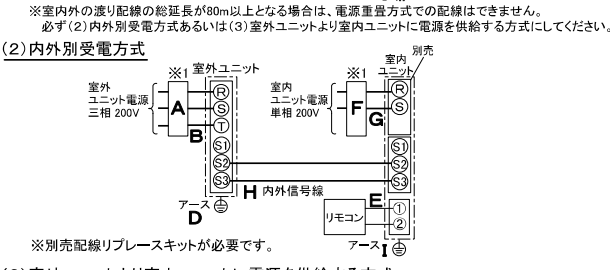 ※室内外の渡り配線の総延長が80m以上となる場合は、電源重畳方式での配線はできません。
必ず(2)内外別受電方式あるいは(3)室外ユニットより室内ユニットに電源を供給する方式にしてください。
(2)内外別受電方式
別売
※1 室外ユニット
※1 室内ユニット
室外
ユニット電源
三相 200V
A
B
R
S
T
S1
S2
S3
室内
ユニット電源
単相 200V
F
G
R
S
S1
S2
S3
H 内外信号線
アース
D
リモコン
E
①
②
アース I
※別売配線リプレースキットが必要です。